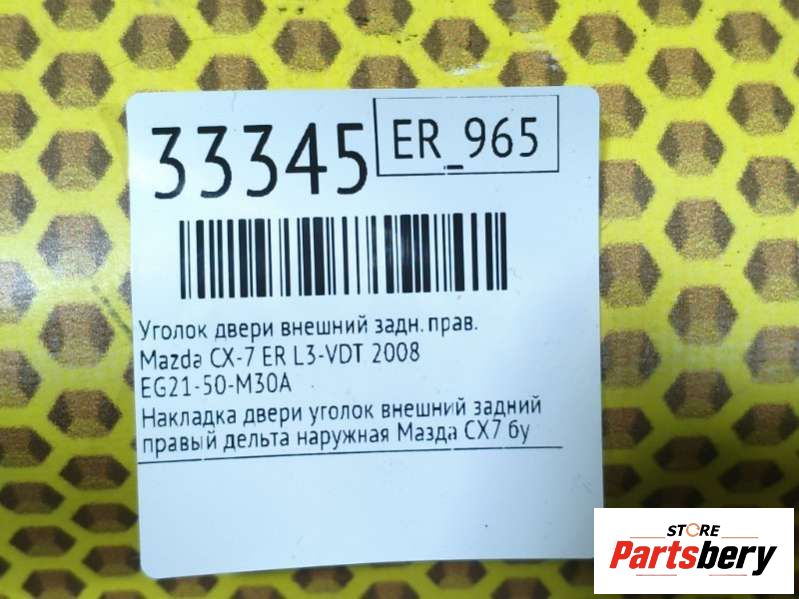 33345
ER_965
Уголок двери внешний задн. прав.
Mazda CX-7 ER L3-VDT 2008
EG21-50-M30A
Накладка двери уголок внешний задний
правый дельта наружная Мазда СХ7 бу
STORE
Partsbery